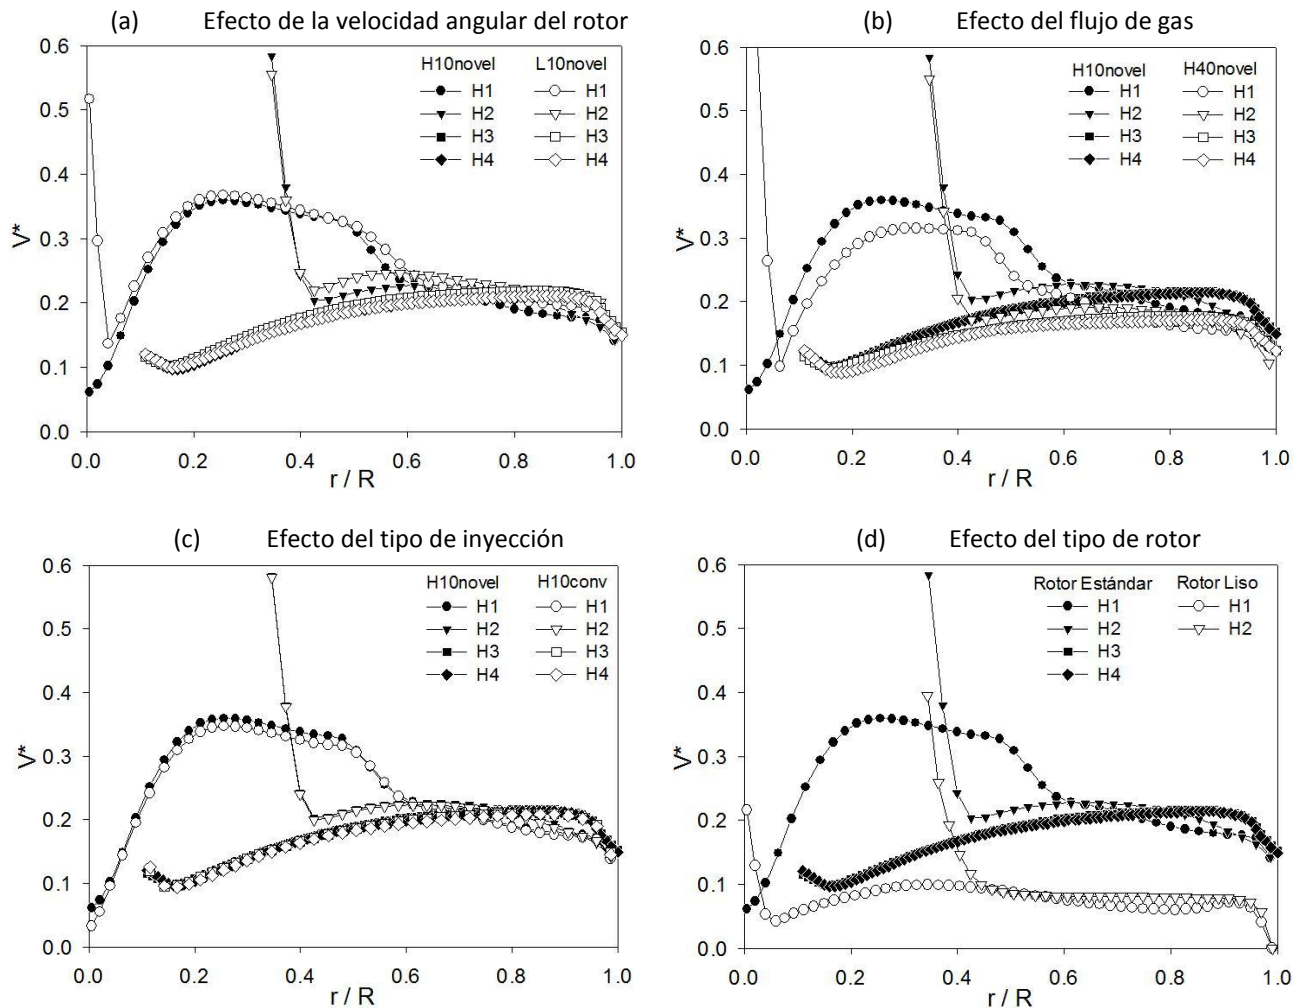 (a) Efecto de la velocidad angular del rotor
0.6
0.5
0.4
0.3
0.2
0.1
0.0
V*
H10novel L10novel
H1 H1
H2 H2
H3 H3
H4 H4
0.0 0.2 0.4 0.6 0.8 1.0
r / R
(b) Efecto del flujo de gas
0.6
0.5
0.4
0.3
0.2
0.1
0.0
V*
H10novel H40novel
H1 H1
H2 H2
H3 H3
H4 H4
0.0 0.2 0.4 0.6 0.8 1.0
r / R
(c) Efecto del tipo de inyección
0.6
0.5
0.4
0.3
0.2
0.1
0.0
V*
H10novel H10conv
H1 H1
H2 H2
H3 H3
H4 H4
0.0 0.2 0.4 0.6 0.8 1.0
r / R
(d) Efecto del tipo de rotor
0.6
0.5
0.4
0.3
0.2
0.1
0.0
V*
Rotor Estándar Rotor Liso
H1 H1
H2 H2
H3
H4
0.0 0.2 0.4 0.6 0.8 1.0
r / R